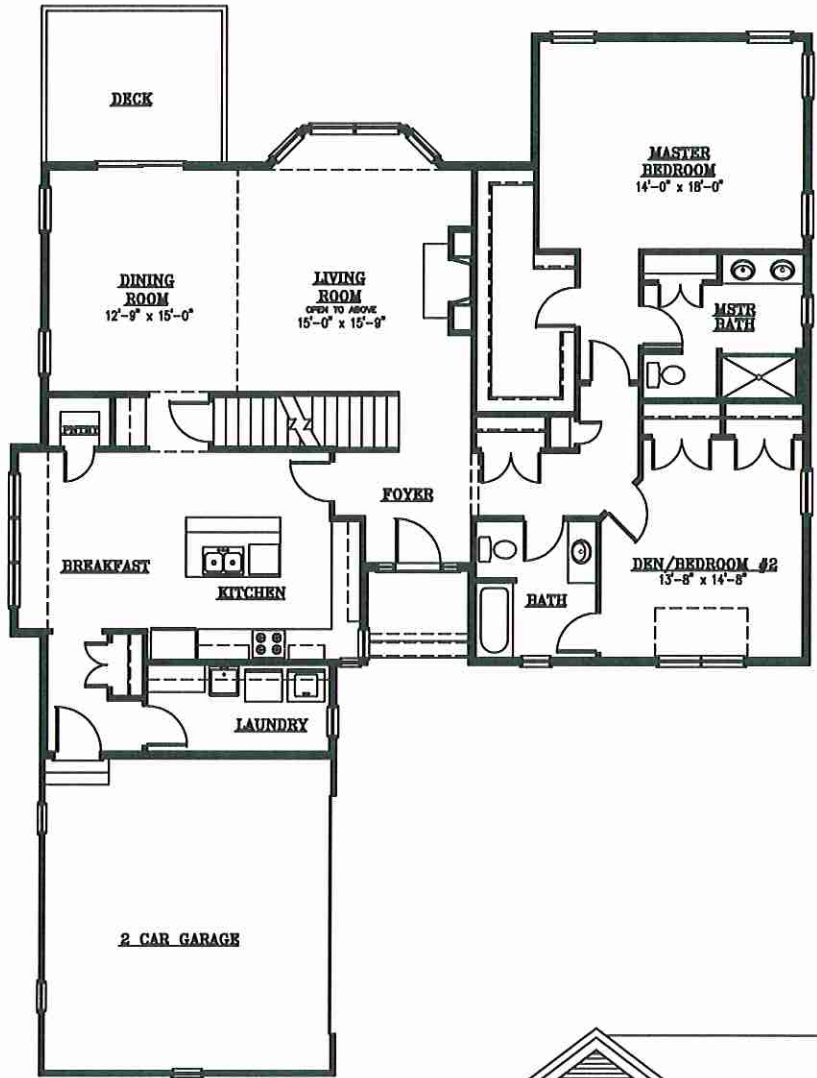 DECK
MASTER
BEDROOM
14'-0" x 18'-0"
DINING
ROOM
12'-9" x 15'-0"
LIVING
ROOM
OPEN TO ABOVE
15'-0" x 15'-9"
MSTR
BATH
PNTRY
FOYER
BREAKFAST
KITCHEN
DEN/BEDROOM #2
13'-8" x 14'-8"
BATH
LAUNDRY
2 CAR GARAGE